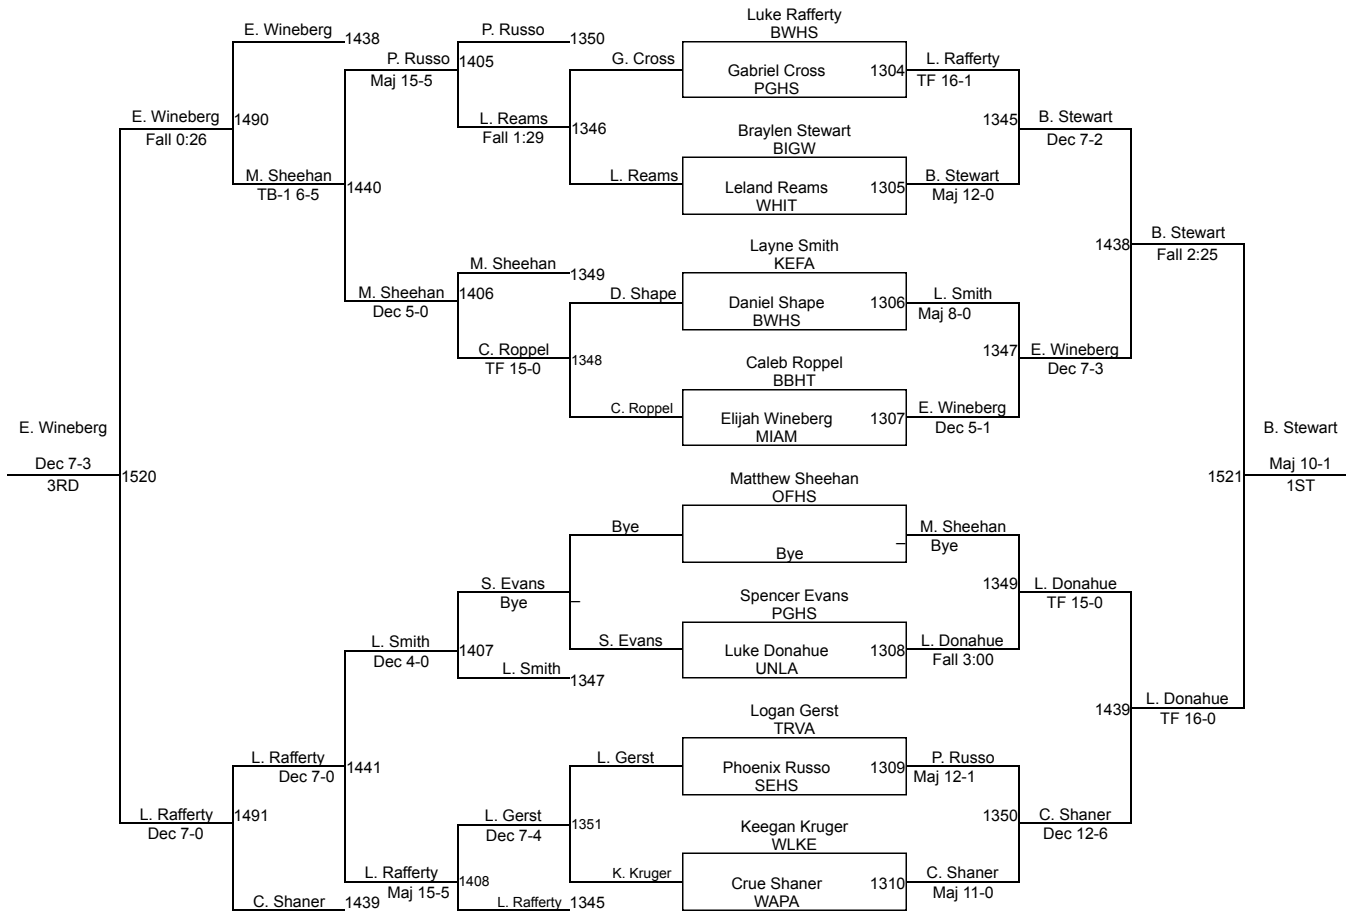 Luke Rafferty
BWHS
E. Wineberg
1438
P. Russo
1350
P. Russo
1405
G. Cross
Gabriel Cross
1304
L. Rafferty
Maj 15-5
PGHS
TF 16-1
E. Wineberg
1490
L. Reams
1346
Braylen Stewart
1345
B. Stewart
Fall 0:26
Fall 1:29
BIGW
Dec 7-2
M. Sheehan
1440
L. Reams
Leland Reams
1305
B. Stewart
TB-1 6-5
WHIT
Maj 12-0
Layne Smith
1438
B. Stewart
KEFA
Fall 2:25
M. Sheehan
1349
M. Sheehan
1406
D. Shape
Daniel Shape
1306
L. Smith
Dec 5-0
BWHS
Maj 8-0
C. Roppel
1348
Caleb Roppel
1347
E. Wineberg
TF 15-0
BBHT
Dec 7-3
C. Roppel
Elijah Wineberg
1307
E. Wineberg
MIAM
Dec 5-1
E. Wineberg
B. Stewart
Dec 7-3
1520
1521
Maj 10-1
3RD
1ST
Matthew Sheehan
OFHS
Bye
M. Sheehan
Bye
–
Bye
S. Evans
Spencer Evans
1349
L. Donahue
Bye
–
PGHS
TF 15-0
L. Smith
1407
S. Evans
Luke Donahue
1308
L. Donahue
Dec 4-0
UNLA
Fall 3:00
L. Smith
1347
Logan Gerst
1439
L. Donahue
TRVA
TF 16-0
L. Rafferty
1441
L. Gerst
Phoenix Russo
1309
P. Russo
Dec 7-0
SEHS
Maj 12-1
L. Rafferty
1491
L. Gerst
1351
Keegan Kruger
1350
C. Shaner
Dec 7-0
Dec 7-4
WLKE
Dec 12-6
L. Rafferty
1408
K. Kruger
Crue Shaner
1310
C. Shaner
Maj 15-5
WAPA
Maj 11-0
C. Shaner
1439
L. Rafferty
1345